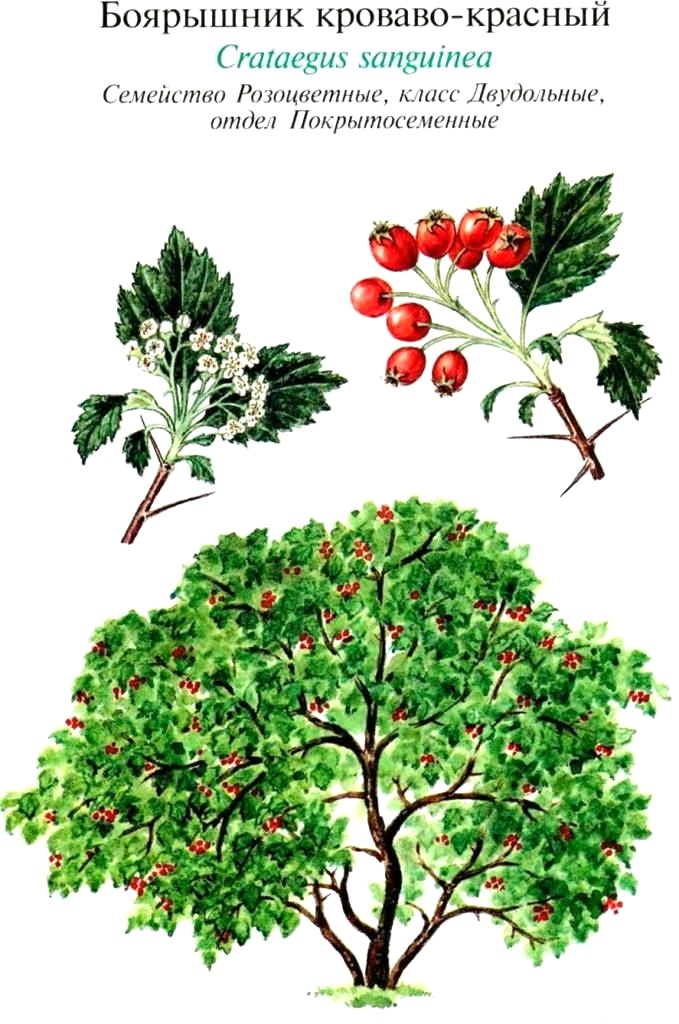 Боярышник кроваво-красный
Crataegus sanguinea
Семейство Розоцветные, класс Двудольные,
отдел Покрытосеменные